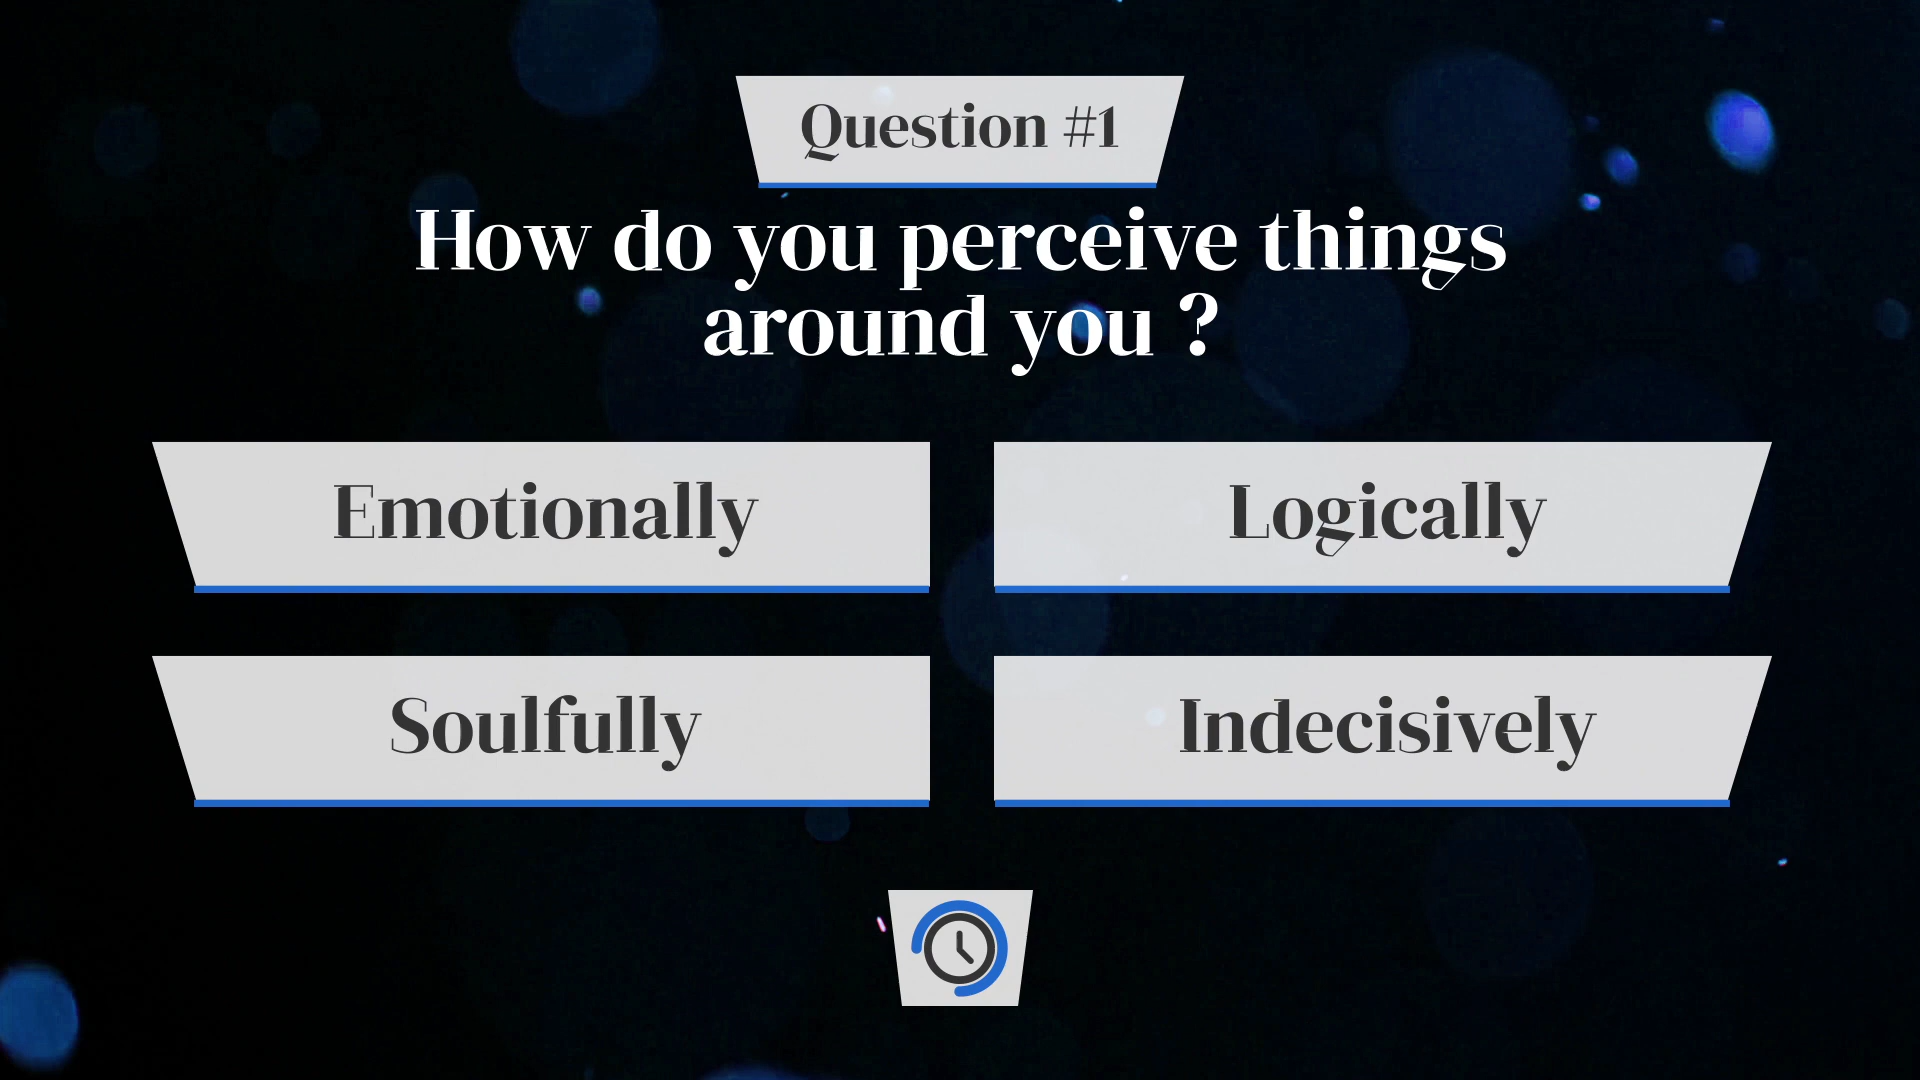 Question #1
How do you perceive things
around you ?
Emotionally
Logically
Soulfully
Indecisively